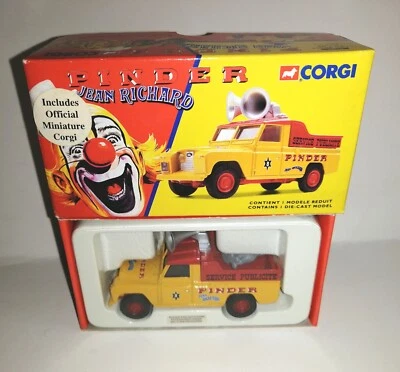 PINDER
JEAN RICHARD
CORGI
Includes
Official
Miniature
Corgi
SERVICE PUBLICITE
PINDER
CONTIENT 1 MODELE REDUIT
CONTAINS 1 DIE-CAST MODEL
SERVICE PUBLICITE
PINDER